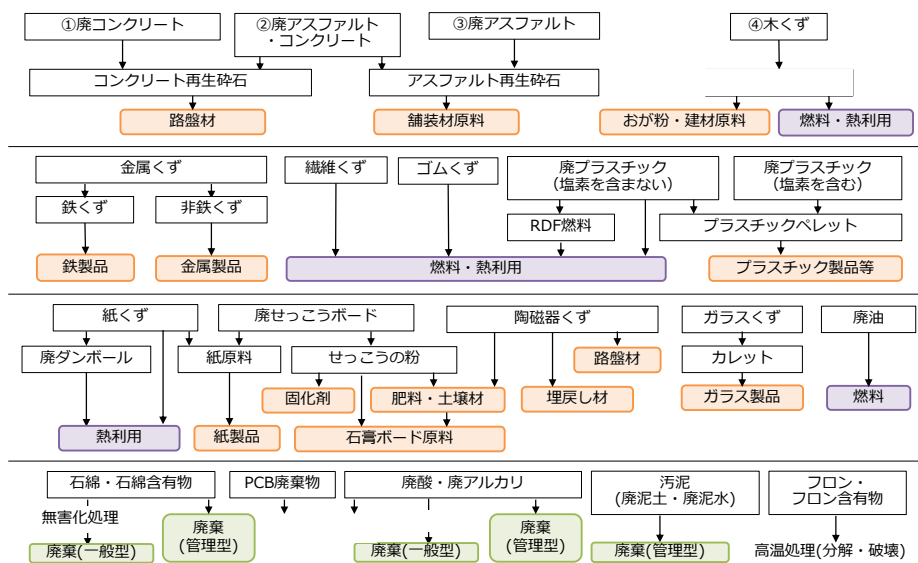 ①廃コンクリート
②廃アスファルト
・コンクリート
③廃アスファルト
④木くず
コンクリート再生砕石
アスファルト再生砕石
路盤材
舗装材原料
おが粉・建材原料
燃料・熱利用
金属くず
繊維くず
ゴムくず
廃プラスチック
(塩素を含まない)
廃プラスチック
(塩素を含む)
鉄くず
非鉄くず
RDF燃料
プラスチックペレット
鉄製品
金属製品
燃料・熱利用
プラスチック製品等
紙くず
廃せっこうボード
陶磁器くず
ガラスくず
廃油
廃ダンボール
紙原料
せっこうの粉
路盤材
カレット
固化剤
肥料・土壌材
埋戻し材
ガラス製品
燃料
熱利用
紙製品
石膏ボード原料
石綿・石綿含有物
PCB廃棄物
廃酸・廃アルカリ
汚泥
(廃泥土・廃泥水)
フロン・
フロン含有物
無害化処理
廃棄
(管理型)
廃棄
(管理型)
廃棄(一般型)
廃棄(一般型)
廃棄(管理型)
高温処理(分解・破壊)